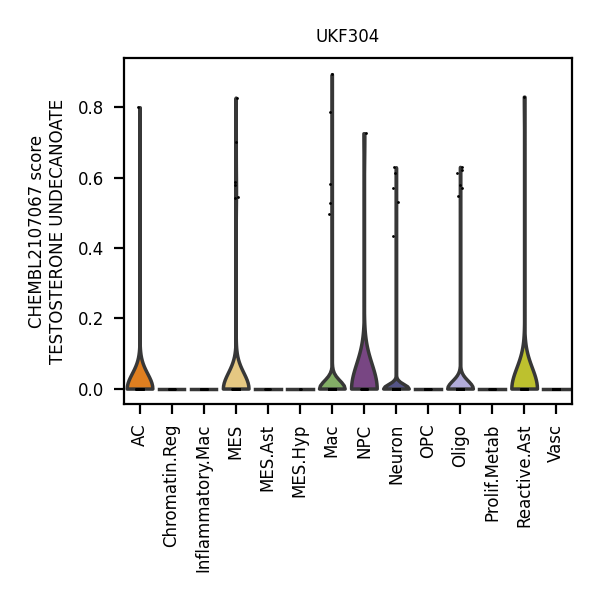 UKF304
CHEMBL2107067 score
TESTOSTERONE UNDECANOATE
0.8
0.6
0.4
0.2
0.0
AC
Chromatin.Reg
Inflammatory.Mac
MES
MES.Ast
MES.Hyp
Mac
NPC
Neuron
OPC
Oligo
Prolif.Metab
Reactive.Ast
Vasc